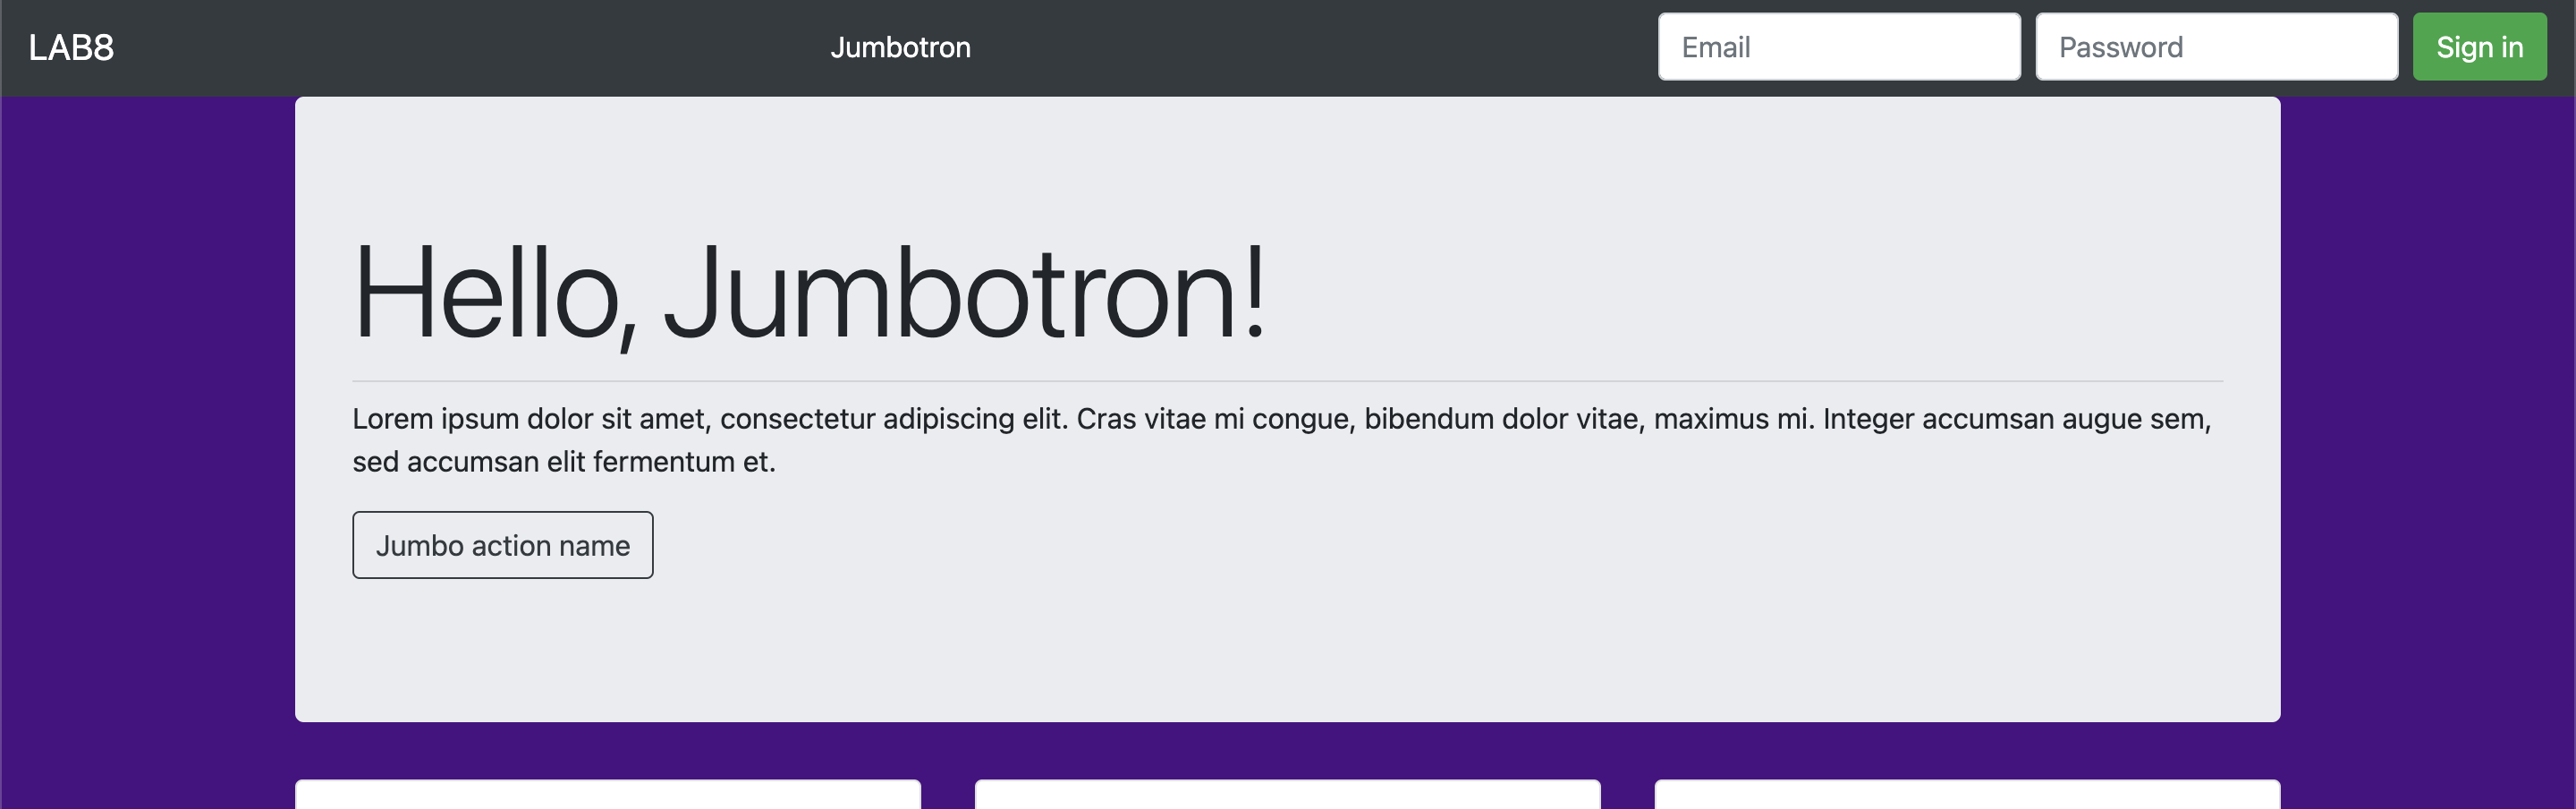 LAB8
Jumbotron
Email
Password
Sign in
Hello, Jumbotron!
Lorem ipsum dolor sit amet, consectetur adipiscing elit. Cras vitae mi congue, bibendum dolor vitae, maximus mi. Integer accumsan augue sem,
sed accumsan elit fermentum et.
Jumbo action name